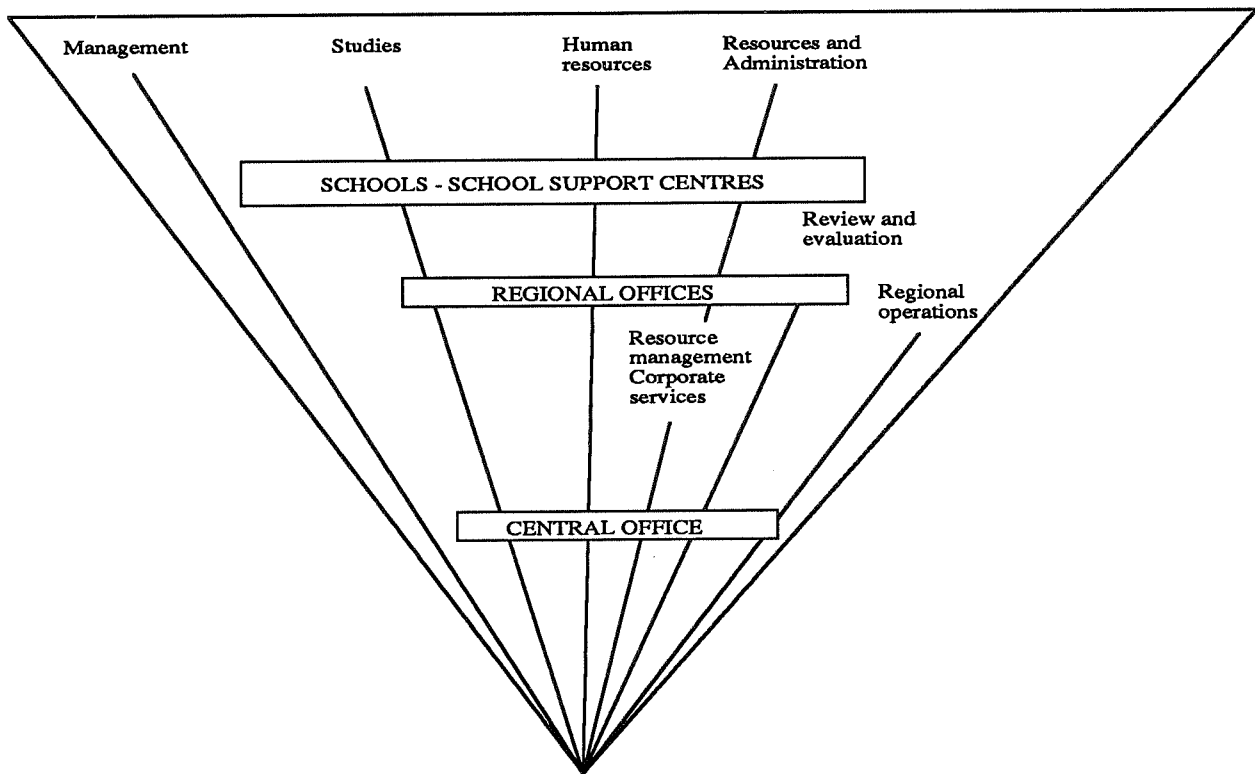 Management
Studies
Human
resources
Resources and
Administration
SCHOOLS - SCHOOL SUPPORT CENTRES
Review and
evaluation
REGIONAL OFFICES
Regional
operations
Resource
management
Corporate
services
CENTRAL OFFICE